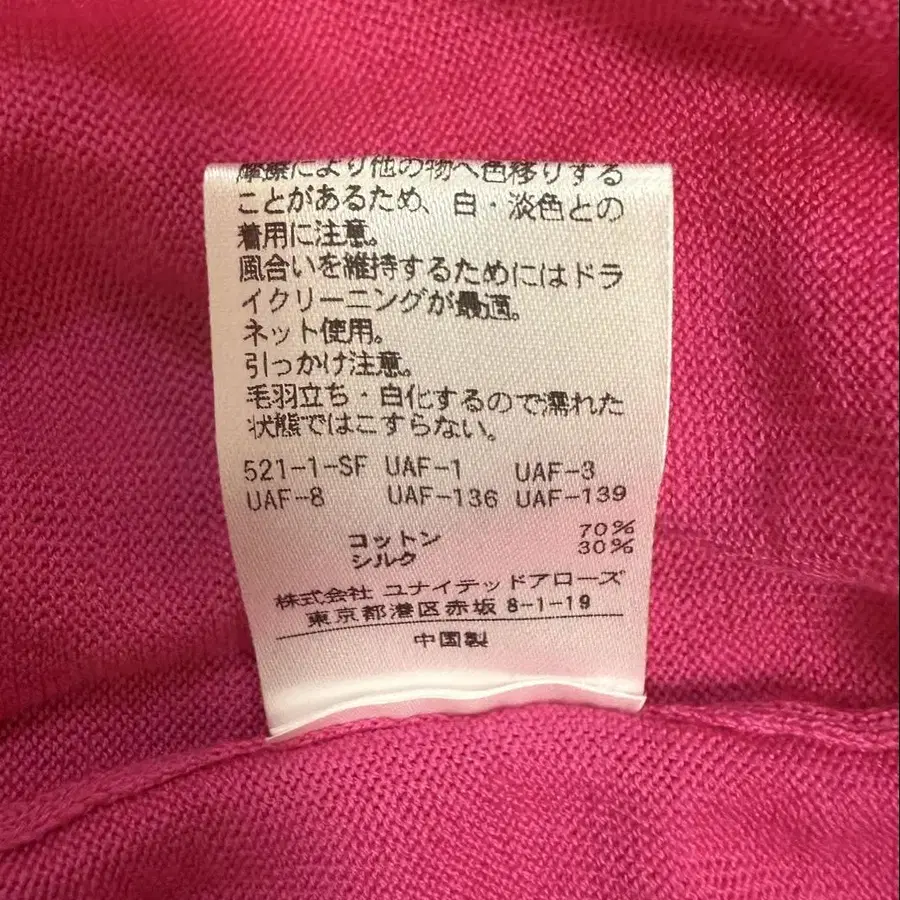 摩擦により他の物へ色移りする
ことがあるため、白・淡色との
着用に注意。
風合いを維持するためにはドラ
イクリーニングが最適。
ネット使用。
引っかけ注意。
毛羽立ち・白化するので濡れた
状態ではこすらない。
521-1-SF UAF-1 UAF-3
UAF-8 UAF-136 UAF-139
コットン 70%
シルク 30%
株式会社 ユナイテッドアローズ
東京都港区赤坂 8-1-19
中国製